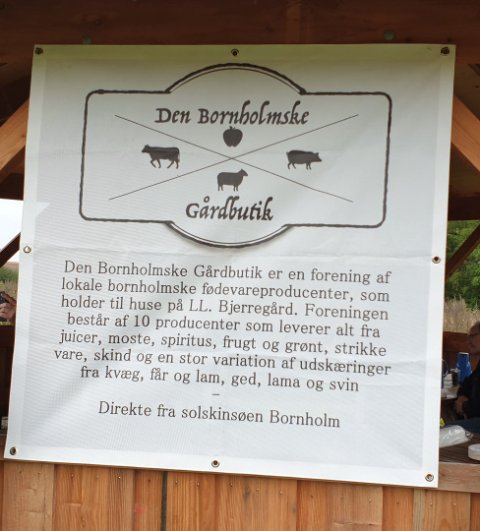 Den Bornholmske
Gårdbutik
Den Bornholmske Gårdbutik er en forening af
lokale bornholmske fødevareproducenter, som
holder til huse på LL. Bjerregård. Foreningen
består af 10 producenter som leverer alt fra
juicer, moste, spiritus, frugt og grønt, strikke
vare, skind og en stor variation af udskæringer
fra kvæg, får og lam, ged, lama og svin
–
Direkte fra solskinsøen Bornholm